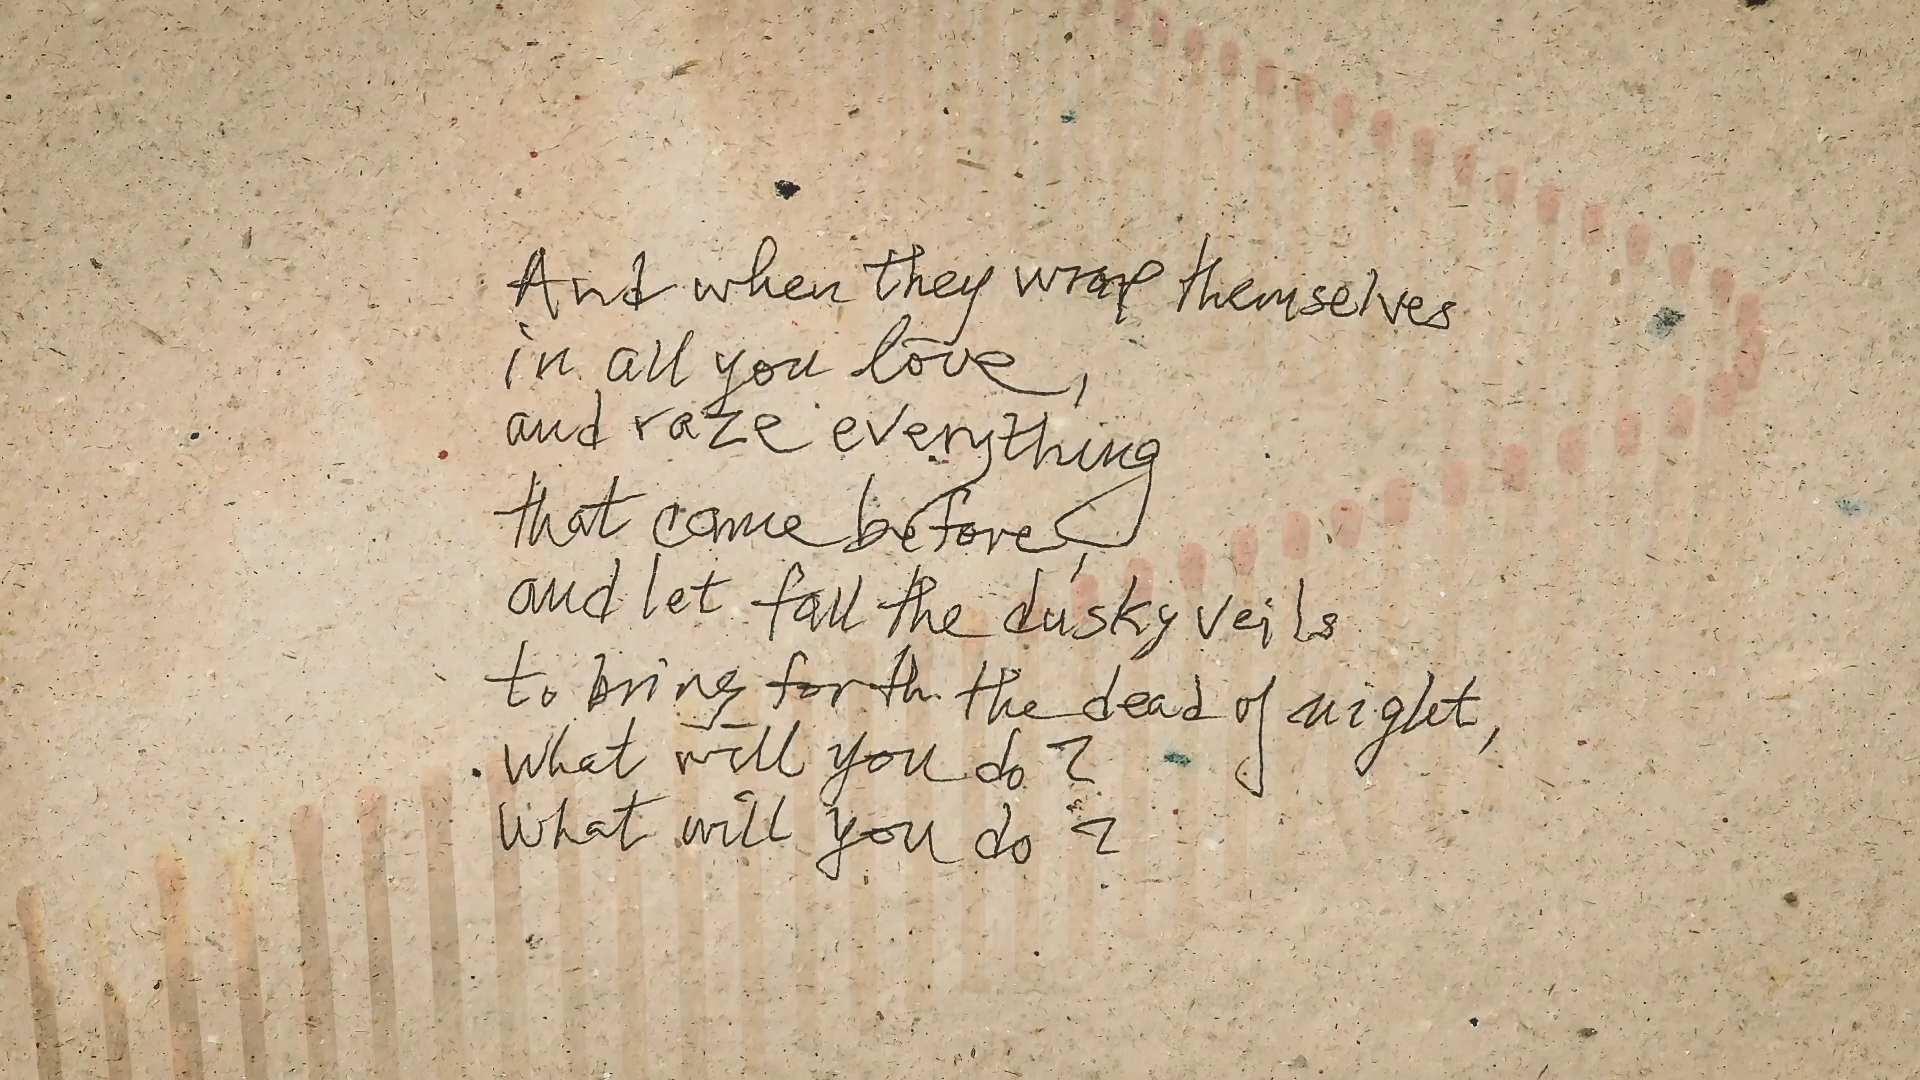 And when they wrap themselves
in all you love,
and raze everything
that came before,
and let fall the dusky veils
to bring forth the dead of night,
what will you do?
What will you do?